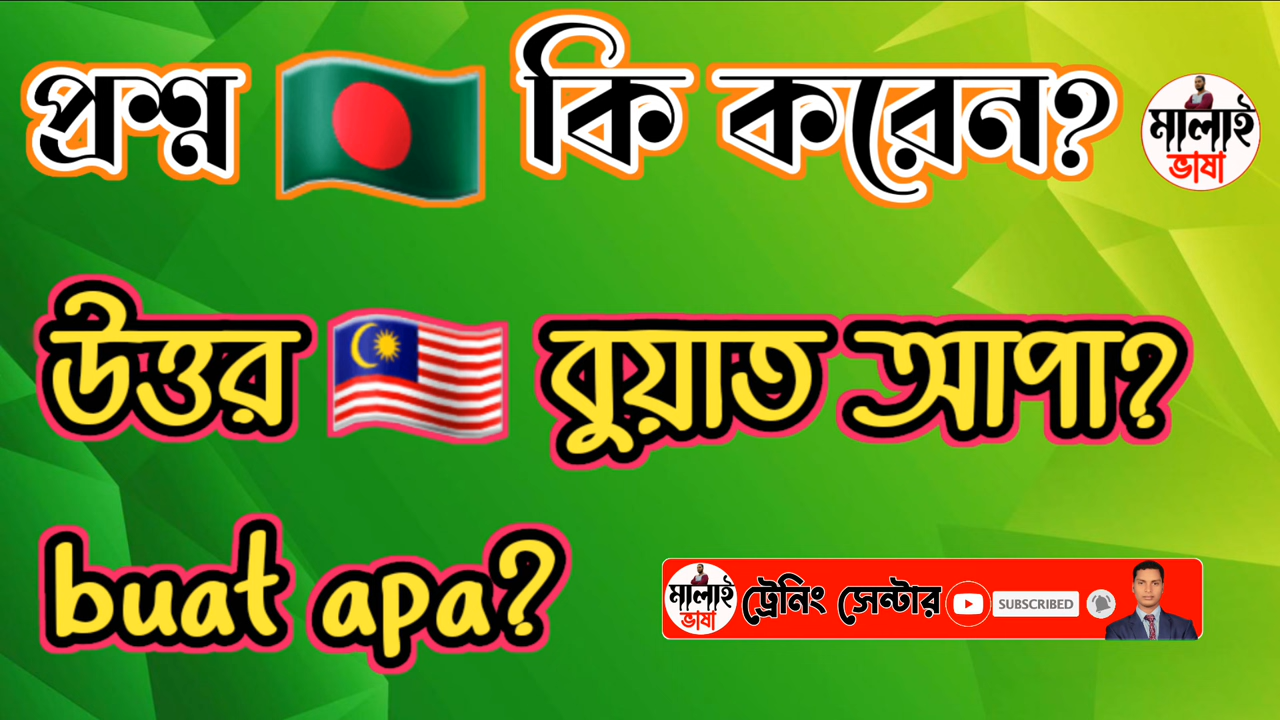 প্রশ্ন কি করেন?
মালাই
ভাষা
উত্তর বুয়াত আপা?
buat apa?
মালাই
ভাষা
ট্রেনিং সেন্টার
SUBSCRIBED